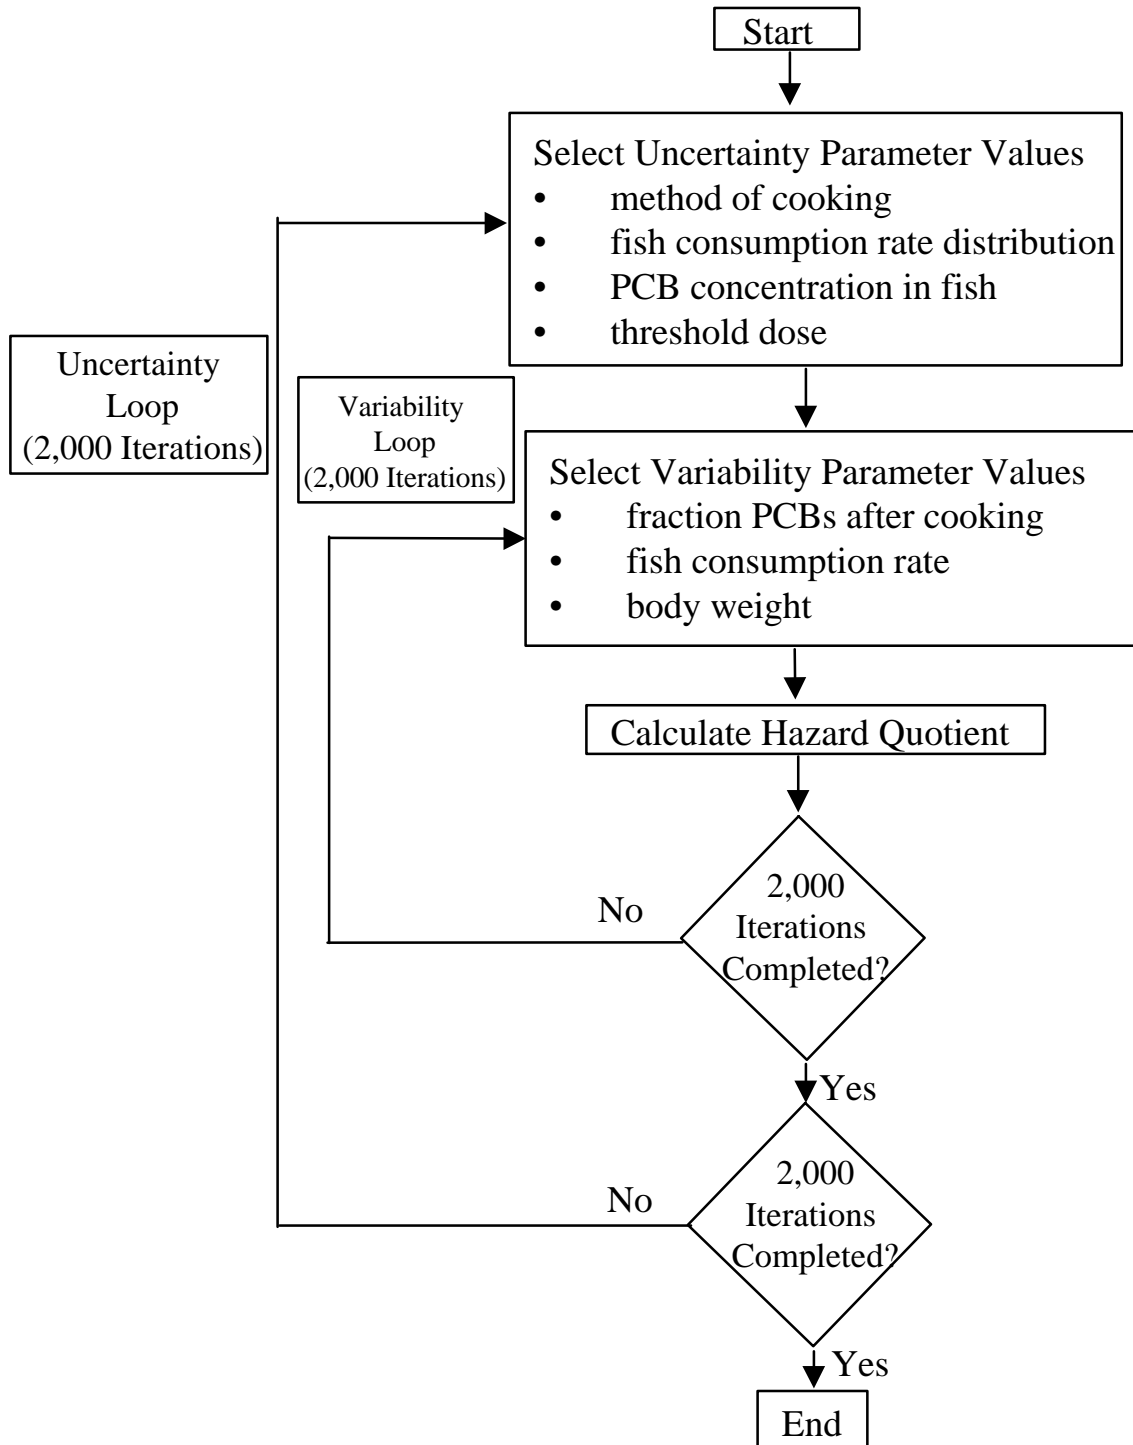 Start
Select Uncertainty Parameter Values
• method of cooking
• fish consumption rate distribution
• PCB concentration in fish
• threshold dose
Uncertainty
Loop
(2,000 Iterations)
Variability
Loop
(2,000 Iterations)
Select Variability Parameter Values
• fraction PCBs after cooking
• fish consumption rate
• body weight
Calculate Hazard Quotient
2,000
Iterations
Completed?
No
Yes
2,000
Iterations
Completed?
No
Yes
End